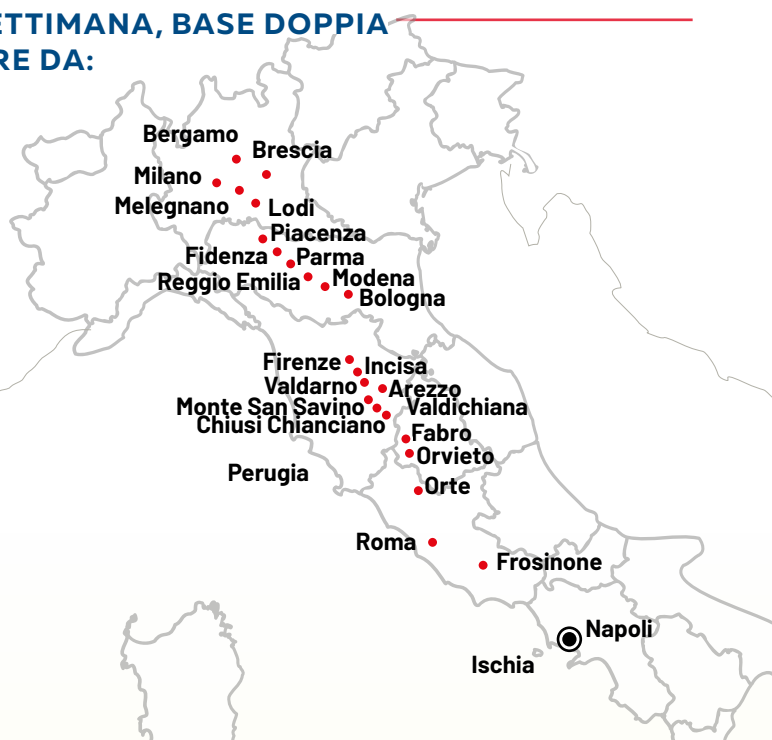 ETTIMANA, BASE DOPPIA
RE DA:
Bergamo
Brescia
Milano
Melegnano
Lodi
Piacenza
Fidenza
Parma
Reggio Emilia
Modena
Bologna
Firenze
Incisa
Valdarno
Arezzo
Monte San Savino
Valdichiana
Chiusi Chianciano
Fabro
Orvieto
Perugia
Orte
Roma
Frosinone
Napoli
Ischia